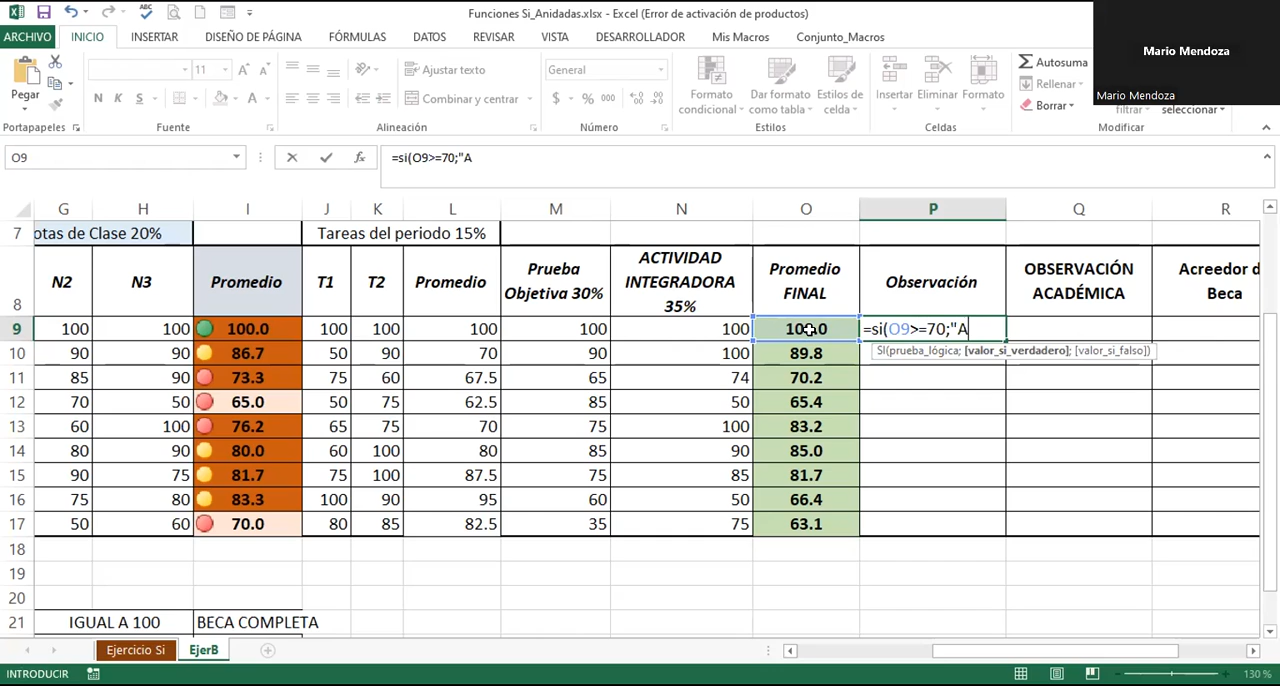 Funciones Si_Anidadas.xlsx - Excel (Error de activación de productos)
ARCHIVO INICIO INSERTAR DISEÑO DE PÁGINA FÓRMULAS DATOS REVISAR VISTA DESARROLLADOR Mis Macros Conjunto_Macros
Mario Mendoza
Mario Mendoza
Pegar
11
N K S
Ajustar texto
Combinar y centrar
General
$ % 000
Formato condicional
Dar formato como tabla
Estilos de celda
Insertar Eliminar Formato
Autosuma
Rellenar
Borrar
filtrar seleccionar
Portapapeles Fuente Alineación Número Estilos Celdas Modificar
O9 =si(O9>=70;"A
G H I J K L M N O P Q R
7 otas de Clase 20% Tareas del periodo 15%
8 N2 N3 Promedio T1 T2 Promedio Prueba Objetiva 30% ACTIVIDAD INTEGRADORA 35% Promedio FINAL Observación OBSERVACIÓN ACADÉMICA Acreedor d Beca
9 100 100 100.0 100 100 100 100 100 100.0 =si(O9>=70;"A
SI(prueba_lógica; [valor_si_verdadero]; [valor_si_falso])
10 90 90 86.7 50 90 70 90 100 89.8
11 85 90 73.3 75 60 67.5 65 74 70.2
12 70 50 65.0 50 75 62.5 85 50 65.4
13 60 100 76.2 65 75 70 75 100 83.2
14 80 90 80.0 60 100 80 85 90 85.0
15 90 75 81.7 75 100 87.5 75 85 81.7
16 75 80 83.3 100 90 95 60 50 66.4
17 50 60 70.0 80 85 82.5 35 75 63.1
18
19
20
21 IGUAL A 100 BECA COMPLETA
Ejercicio Si EjerB
INTRODUCIR 130 %